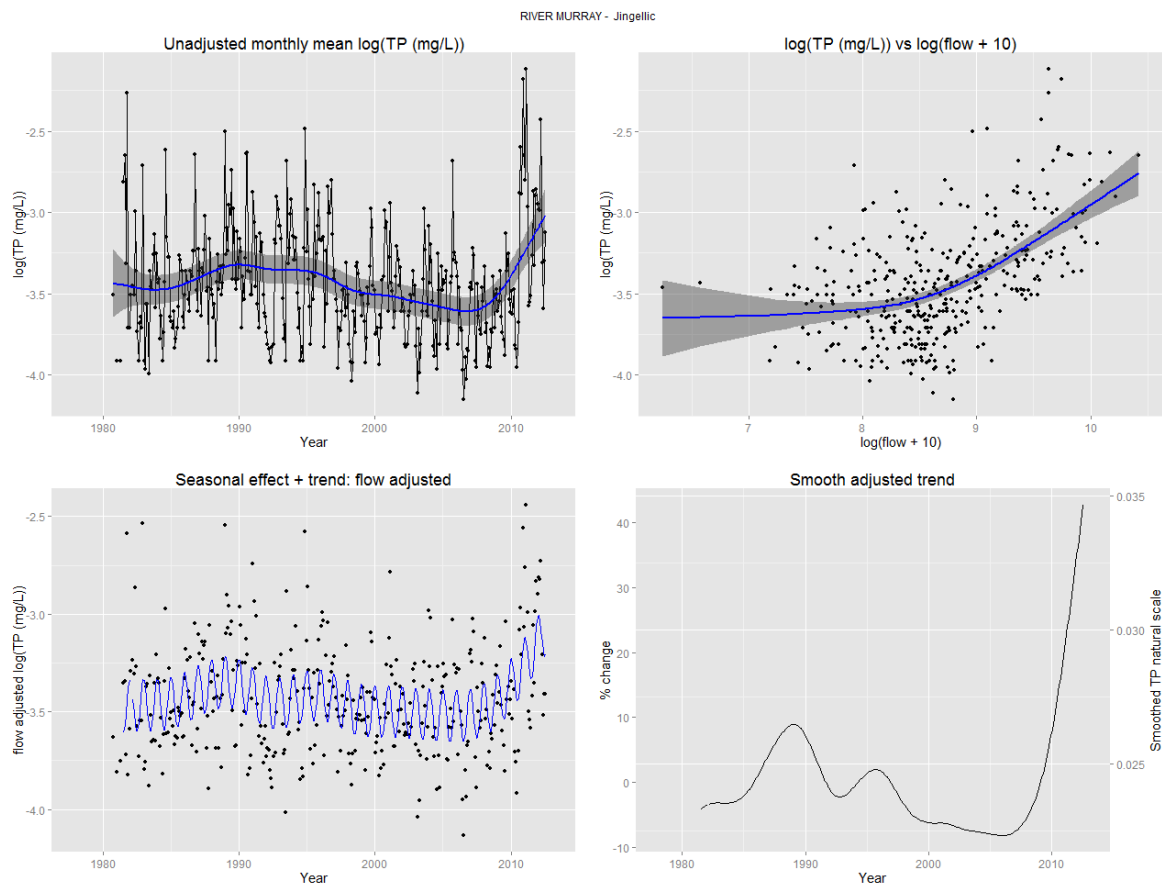 RIVER MURRAY - Jingellic
Unadjusted monthly mean log(TP (mg/L))
log(TP (mg/L))
-2.5
-3.0
-3.5
-4.0
1980 1990 2000 2010
Year
log(TP (mg/L)) vs log(flow + 10)
log(TP (mg/L))
-2.5
-3.0
-3.5
-4.0
7 8 9 10
log(flow + 10)
Seasonal effect + trend: flow adjusted
flow adjusted log(TP (mg/L))
-2.5
-3.0
-3.5
-4.0
1980 1990 2000 2010
Year
Smooth adjusted trend
% change
40
30
20
10
0
-10
1980 1990 2000 2010
Year
0.035
0.030
0.025
Smoothed TP natural scale